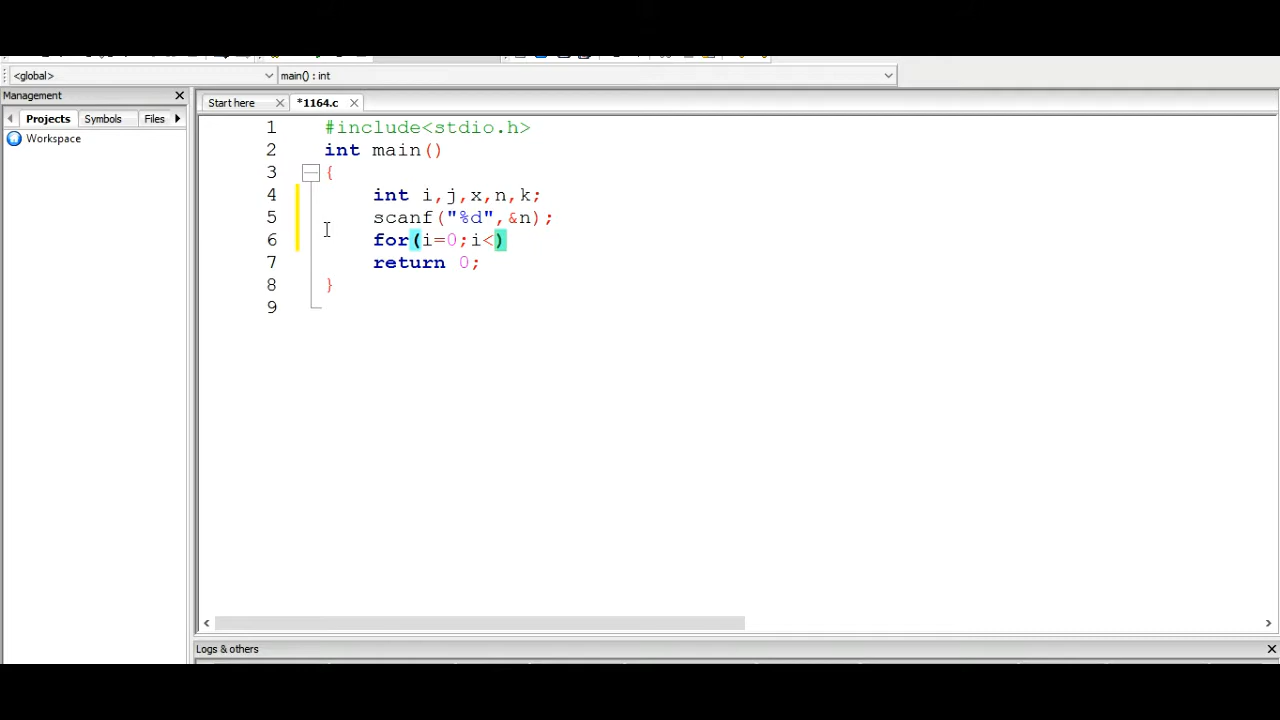 <global>
main() : int
Management
Start here
*1164.c
Projects
Symbols
Files
Workspace
1 #include<stdio.h>
2 int main()
3 {
4 int i,j,x,n,k;
5 scanf("%d",&n);
6 for(i=0;i<)
7 return 0;
8 }
9
Logs & others